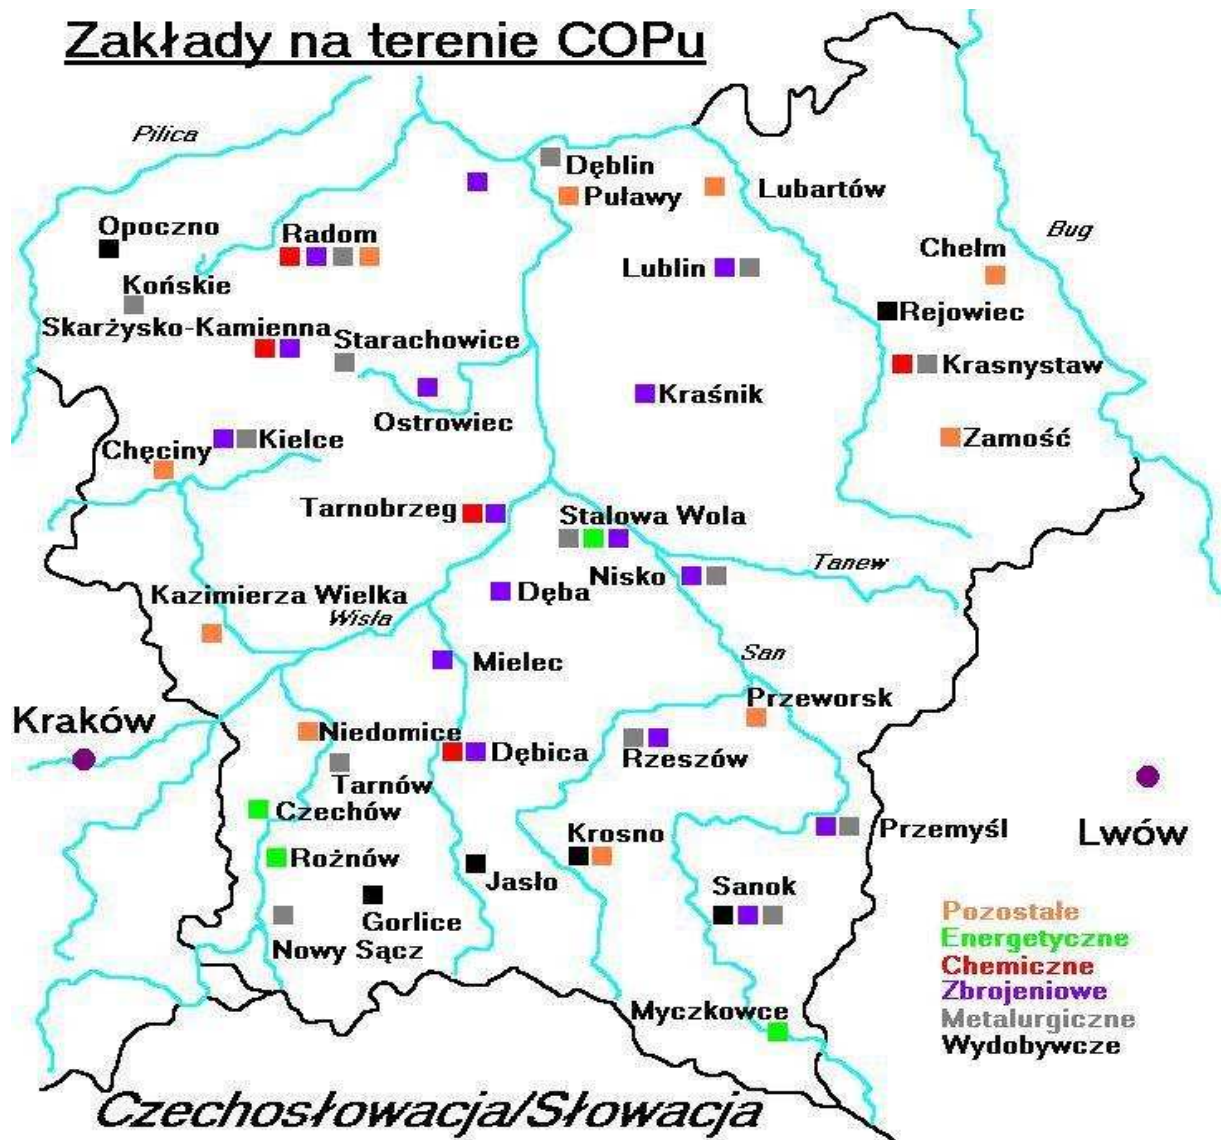 Zakłady na terenie COPu
Pilica
Dęblin
Puławy
Lubartów
Opoczno
Radom
Bug
Chełm
Lublin
Końskie
Rejowiec
Skarżysko-Kamienna
Starachowice
Krasnystaw
Kraśnik
Ostrowiec
Kielce
Zamość
Chęciny
Tarnobrzeg
Stalowa Wola
Tanew
Nisko
Kazimierza Wielka
Dęba
Wisła
San
Mielec
Przeworsk
Kraków
Niedomice
Dębica
Rzeszów
Tarnów
Czechów
Krosno
Przemyśl
Lwów
Rożnów
Jasło
Sanok
Gorlice
Nowy Sącz
Pozostałe
Energetyczne
Chemiczne
Zbrojeniowe
Myczkowce
Metalurgiczne
Wydobywcze
Czechosłowacja/Słowacja